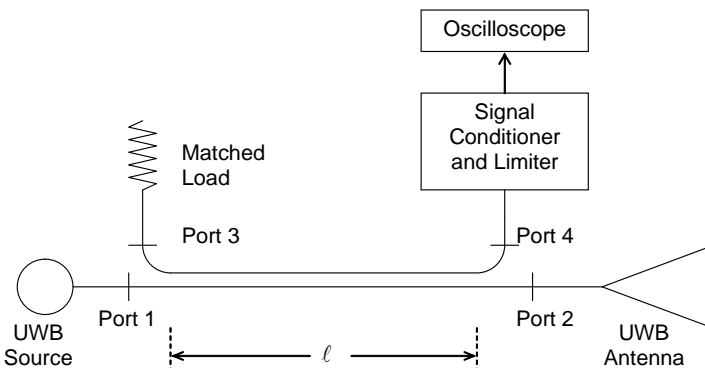 Oscilloscope
Signal
Conditioner
and Limiter
Matched
Load
Port 3
Port 4
Port 1
Port 2
UWB
Source
ℓ
UWB
Antenna